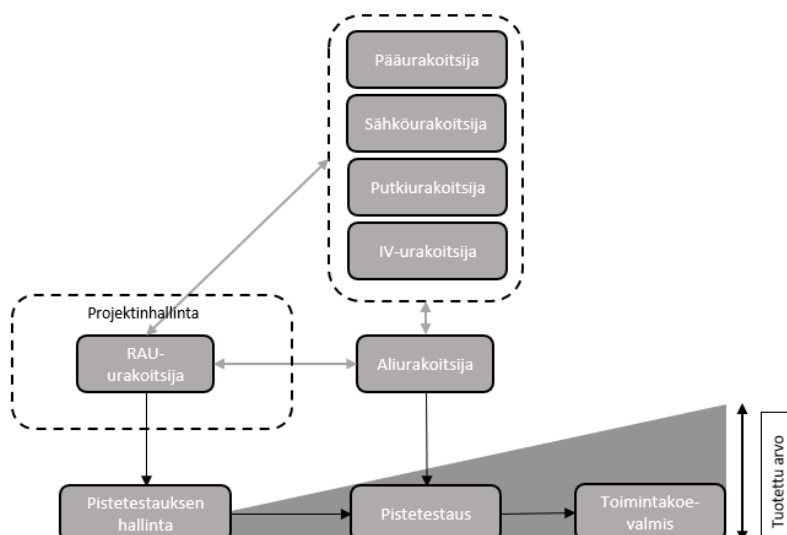 Pääurakoitsija
Sähköurakoitsija
Putkiurakoitsija
IV-urakoitsija
Projektinhallinta
RAU-
urakoitsija
Aliurakoitsija
Pistetestauksen
hallinta
Pistetestaus
Toimintakoe-
valmis
Tuotettu arvo